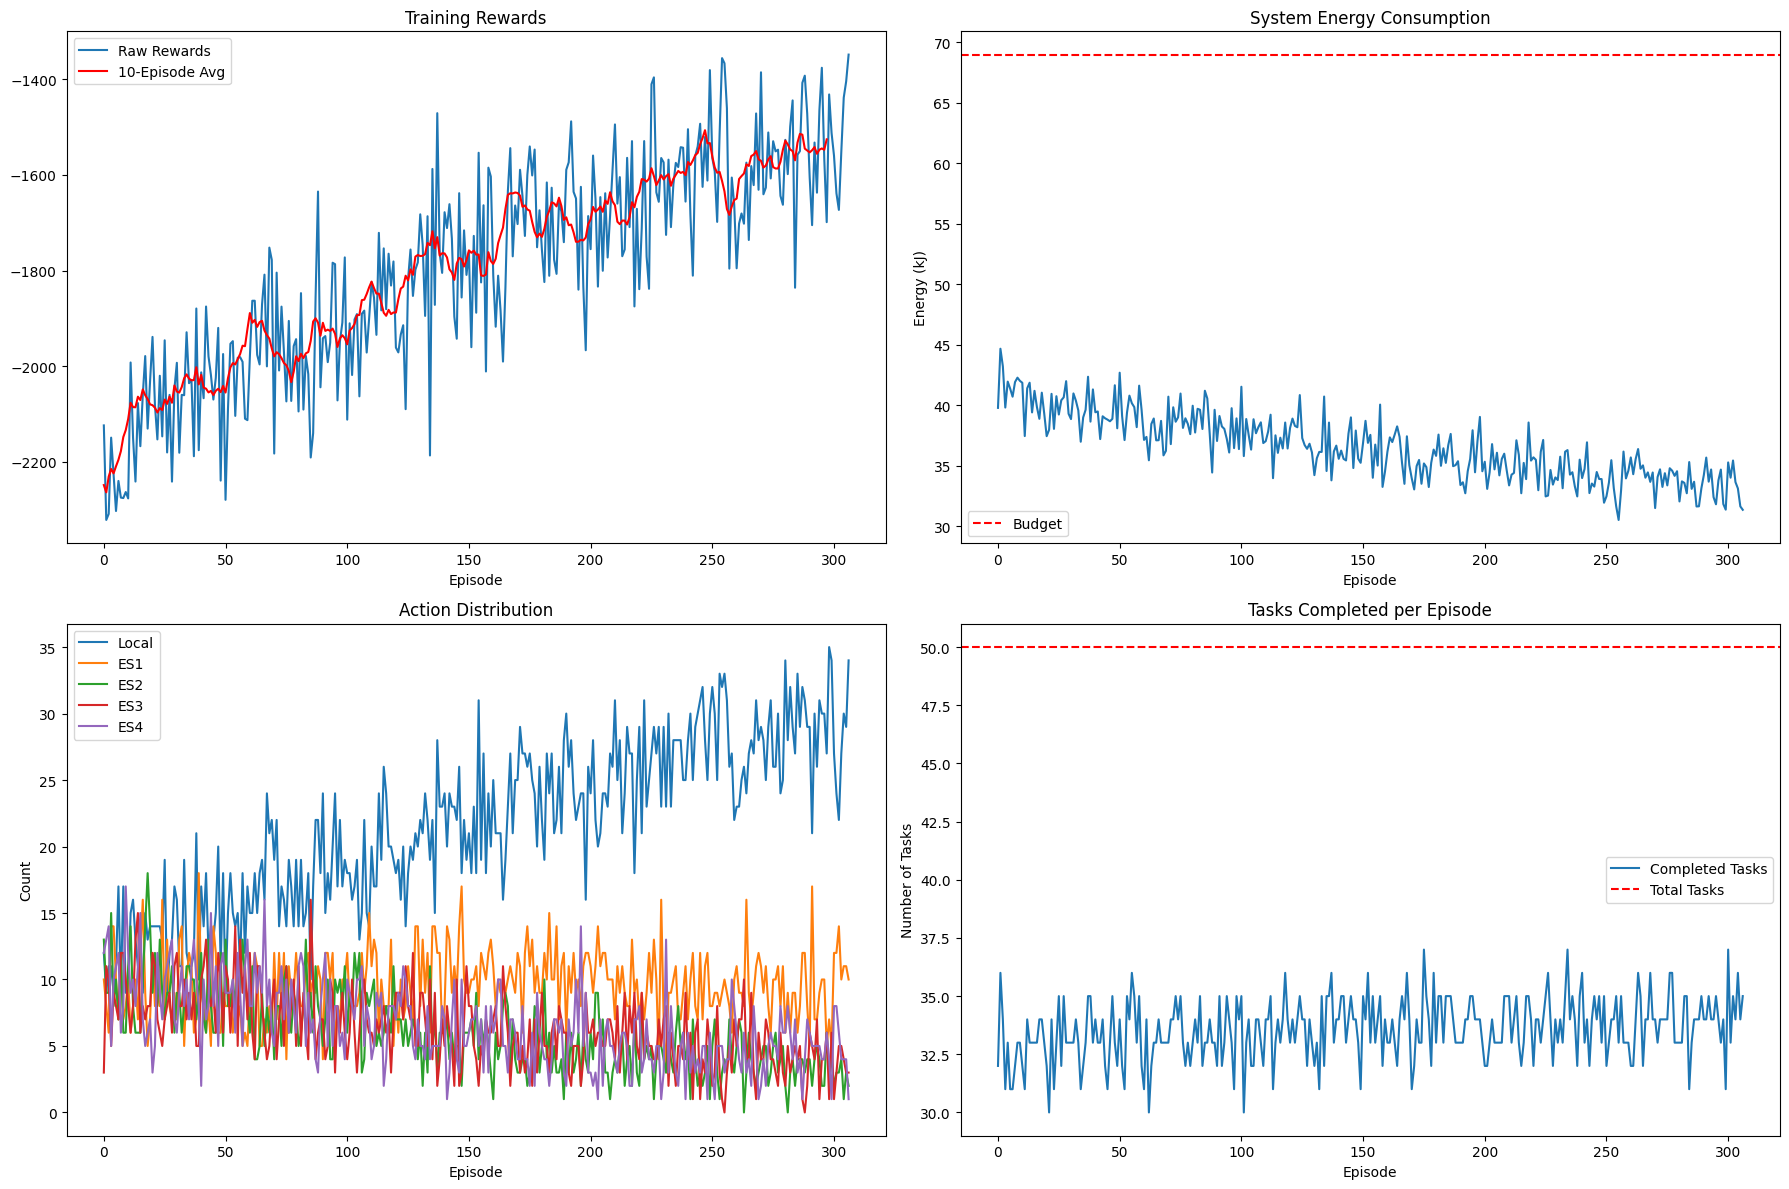 Training Rewards
Raw Rewards
10-Episode Avg
−1400
−1600
−1800
−2000
−2200
0 50 100 150 200 250 300
Episode
System Energy Consumption
Energy (kJ)
70
65
60
55
50
45
40
35
30
Budget
0 50 100 150 200 250 300
Episode
Action Distribution
Local
ES1
ES2
ES3
ES4
Count
35
30
25
20
15
10
5
0
0 50 100 150 200 250 300
Episode
Tasks Completed per Episode
Number of Tasks
50.0
47.5
45.0
42.5
40.0
37.5
35.0
32.5
30.0
Completed Tasks
Total Tasks
0 50 100 150 200 250 300
Episode